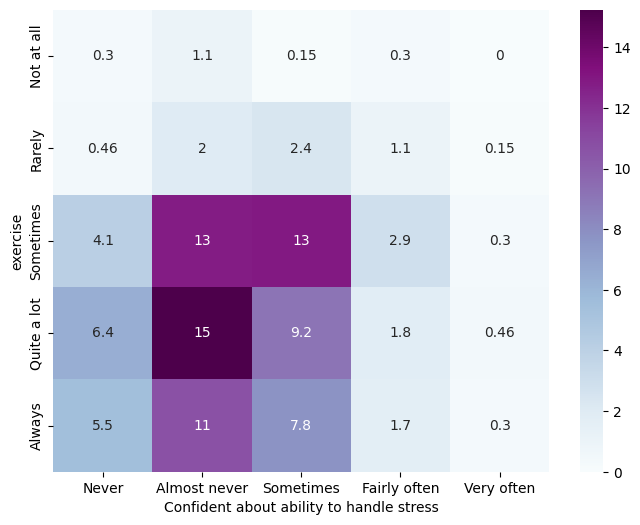 Not at all 0.3 1.1 0.15 0.3 0
Rarely 0.46 2 2.4 1.1 0.15
exercise
Sometimes 4.1 13 13 2.9 0.3
Quite a lot 6.4 15 9.2 1.8 0.46
Always 5.5 11 7.8 1.7 0.3
Never Almost never Sometimes Fairly often Very often
Confident about ability to handle stress
14
12
10
8
6
4
2
0